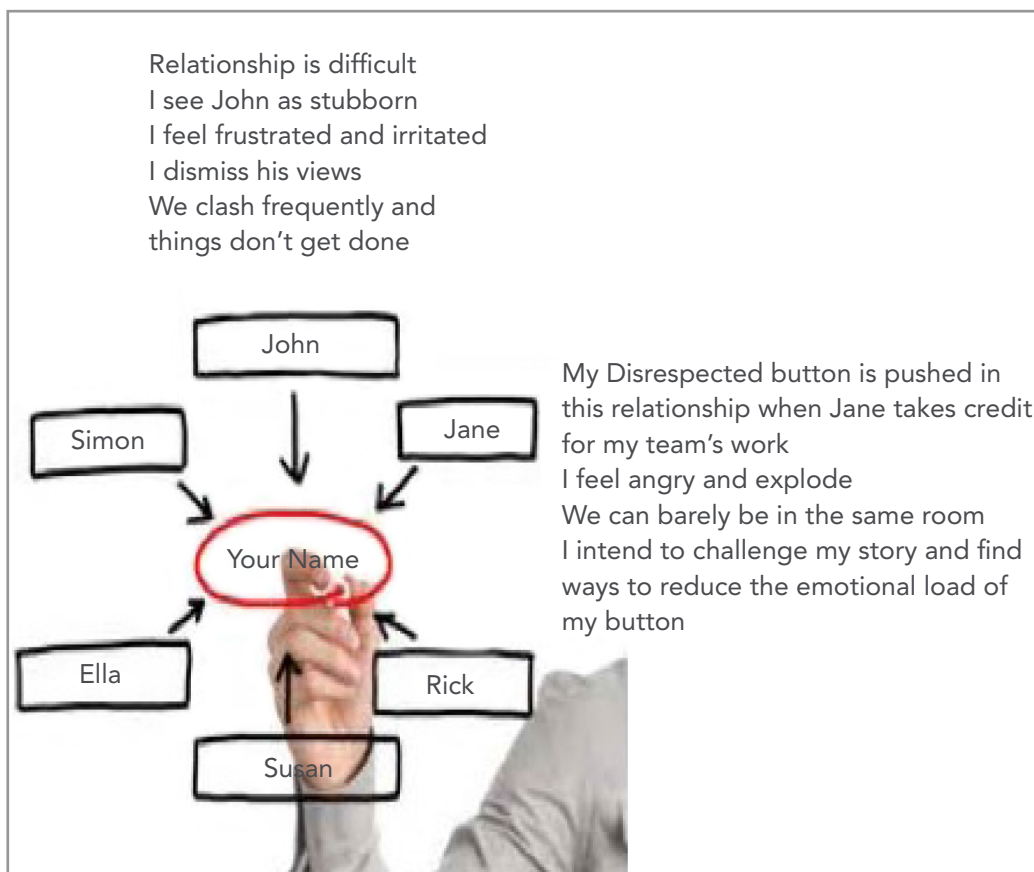 Relationship is difficult
I see John as stubborn
I feel frustrated and irritated
I dismiss his views
We clash frequently and
things don’t get done
John
Simon
Jane
My Disrespected button is pushed in
this relationship when Jane takes credit
for my team’s work
I feel angry and explode
We can barely be in the same room
I intend to challenge my story and find
ways to reduce the emotional load of
my button
Your Name
Ella
Rick
Susan